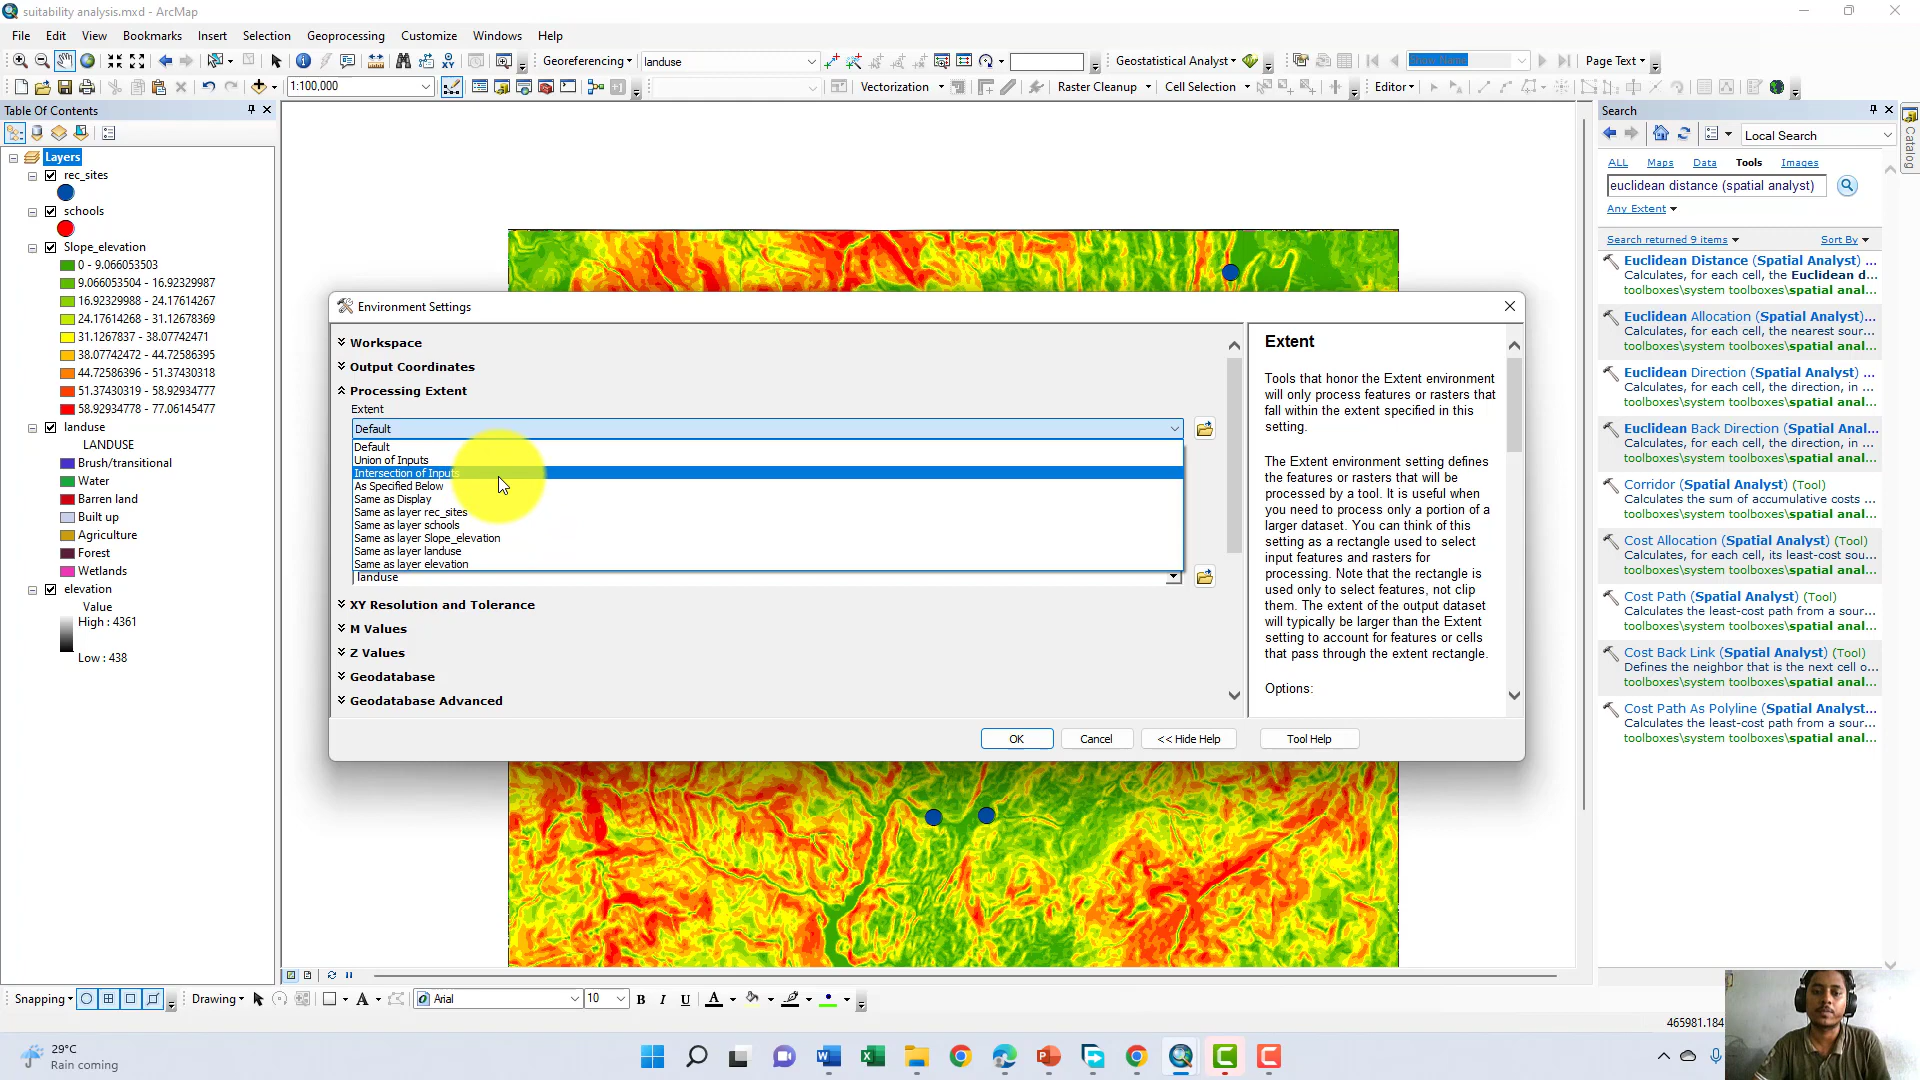 suitability analysis.mxd - ArcMap
File Edit View Bookmarks Insert Selection Geoprocessing Customize Windows Help
Georeferencing landuse Geostatistical Analyst Page Text
1:100,000 Vectorization Raster Cleanup Cell Selection Editor
Table Of Contents
Layers
rec_sites
schools
Slope_elevation
0 - 9.066053503
9.066053504 - 16.92329987
16.92329988 - 24.17614267
24.17614268 - 31.12678369
31.1267837 - 38.07742471
38.07742472 - 44.72586395
44.72586396 - 51.37430318
51.37430319 - 58.92934777
58.92934778 - 77.06145477
landuse
LANDUSE
Brush/transitional
Water
Barren land
Built up
Agriculture
Forest
Wetlands
elevation
Value
High : 4361
Low : 438
Environment Settings
Workspace
Output Coordinates
Processing Extent
Extent
Default
Default
Union of Inputs
Intersection of Inputs
As Specified Below
Same as Display
Same as layer rec_sites
Same as layer schools
Same as layer Slope_elevation
Same as layer landuse
Same as layer elevation
landuse
XY Resolution and Tolerance
M Values
Z Values
Geodatabase
Geodatabase Advanced
OK Cancel << Hide Help Tool Help
Extent
Tools that honor the Extent environment
will only process features or rasters that
fall within the extent specified in this
setting.
The Extent environment setting defines
the features or rasters that will be
processed by a tool. It is useful when
you need to process only a portion of a
larger dataset. You can think of this
setting as a rectangle used to select
input features and rasters for
processing. Note that the rectangle is
used only to select features, not clip
them. The extent of the output dataset
will typically be larger than the Extent
setting to account for features or cells
that pass through the extent rectangle.
Options:
Search
Catalog
Local Search
ALL Maps Data Tools Images
euclidean distance (spatial analyst)
Any Extent
Search returned 9 items Sort By
Euclidean Distance (Spatial Analyst) ...
Calculates, for each cell, the Euclidean d...
toolboxes\system toolboxes\spatial anal...
Euclidean Allocation (Spatial Analyst)...
Calculates, for each cell, the nearest sour...
toolboxes\system toolboxes\spatial anal...
Euclidean Direction (Spatial Analyst) ...
Calculates, for each cell, the direction, in ...
toolboxes\system toolboxes\spatial anal...
Euclidean Back Direction (Spatial Anal...
Calculates, for each cell, the direction, in ...
toolboxes\system toolboxes\spatial anal...
Corridor (Spatial Analyst) (Tool)
Calculates the sum of accumulative costs ...
toolboxes\system toolboxes\spatial anal...
Cost Allocation (Spatial Analyst) (Tool)
Calculates, for each cell, its least-cost sou...
toolboxes\system toolboxes\spatial anal...
Cost Path (Spatial Analyst) (Tool)
Calculates the least-cost path from a sour...
toolboxes\system toolboxes\spatial anal...
Cost Back Link (Spatial Analyst) (Tool)
Defines the neighbor that is the next cell o...
toolboxes\system toolboxes\spatial anal...
Cost Path As Polyline (Spatial Analyst...
Calculates the least-cost path from a sour...
toolboxes\system toolboxes\spatial anal...
Snapping Drawing Arial 10 B I U A
465981.184
29°C
Rain coming